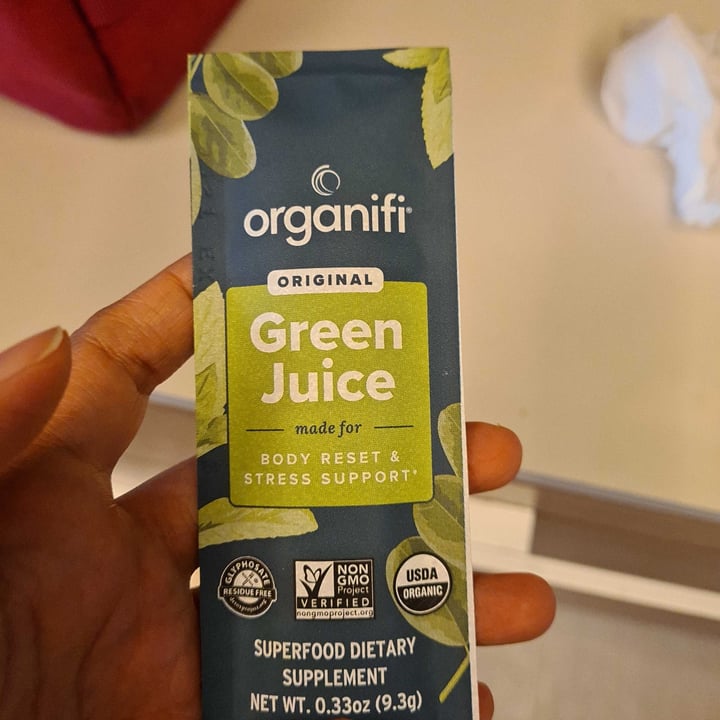 organifi®
ORIGINAL
Green
Juice
made for
BODY RESET &
STRESS SUPPORT*
GLYPHOSATE
RESIDUE FREE
NON
GMO
Project
VERIFIED
nongmoproject.org
USDA
ORGANIC
SUPERFOOD DIETARY
SUPPLEMENT
NET WT. 0.33oz (9.3g)